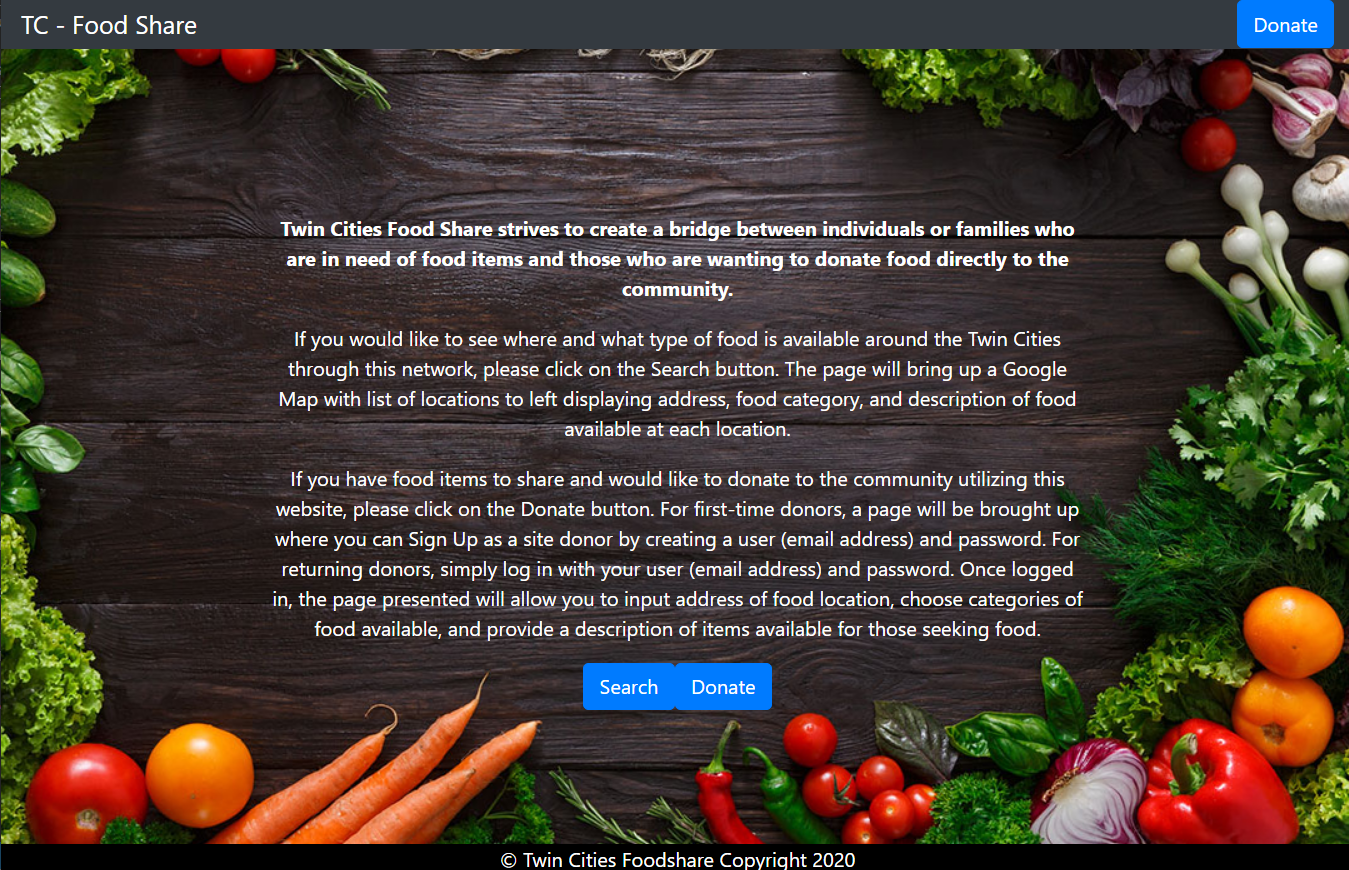 TC - Food Share
Donate
Twin Cities Food Share strives to create a bridge between individuals or families who
are in need of food items and those who are wanting to donate food directly to the
community.
If you would like to see where and what type of food is available around the Twin Cities
through this network, please click on the Search button. The page will bring up a Google
Map with list of locations to left displaying address, food category, and description of food
available at each location.
If you have food items to share and would like to donate to the community utilizing this
website, please click on the Donate button. For first-time donors, a page will be brought up
where you can Sign Up as a site donor by creating a user (email address) and password. For
returning donors, simply log in with your user (email address) and password. Once logged
in, the page presented will allow you to input address of food location, choose categories of
food available, and provide a description of items available for those seeking food.
Search
Donate
© Twin Cities Foodshare Copyright 2020